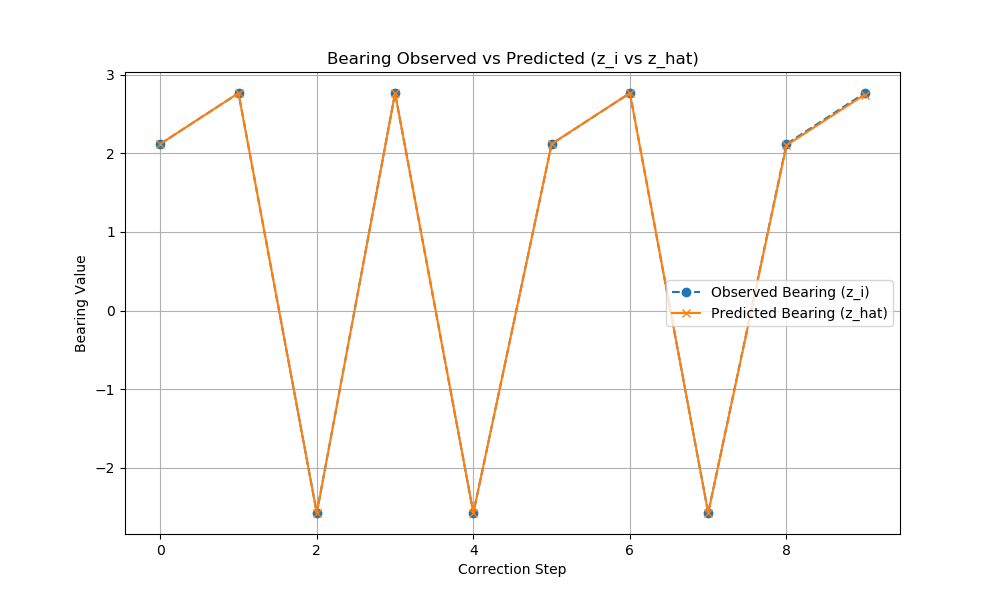 Bearing Observed vs Predicted (z_i vs z_hat)
3
2
1
0
−1
−2
Bearing Value
Observed Bearing (z_i)
Predicted Bearing (z_hat)
0 2 4 6 8
Correction Step